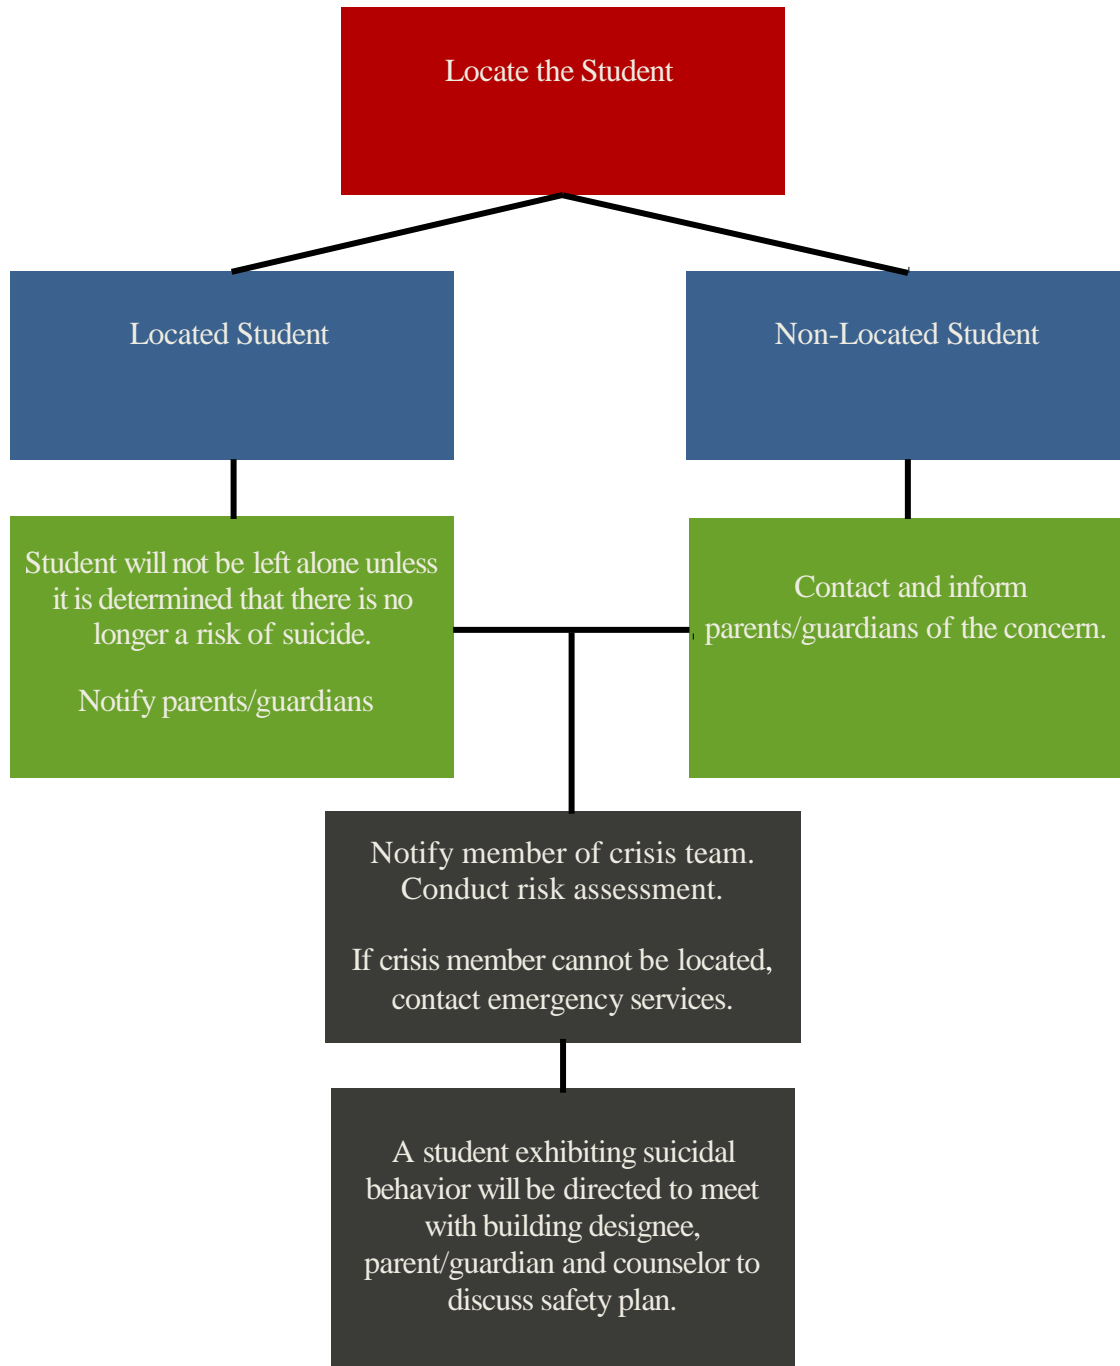 Locate the Student
Located Student
Non-Located Student
Student will not be left alone unless
it is determined that there is no
longer a risk of suicide.
Notify parents/guardians
Contact and inform
parents/guardians of the concern.
Notify member of crisis team.
Conduct risk assessment.
If crisis member cannot be located,
contact emergency services.
A student exhibiting suicidal
behavior will be directed to meet
with building designee,
parent/guardian and counselor to
discuss safety plan.